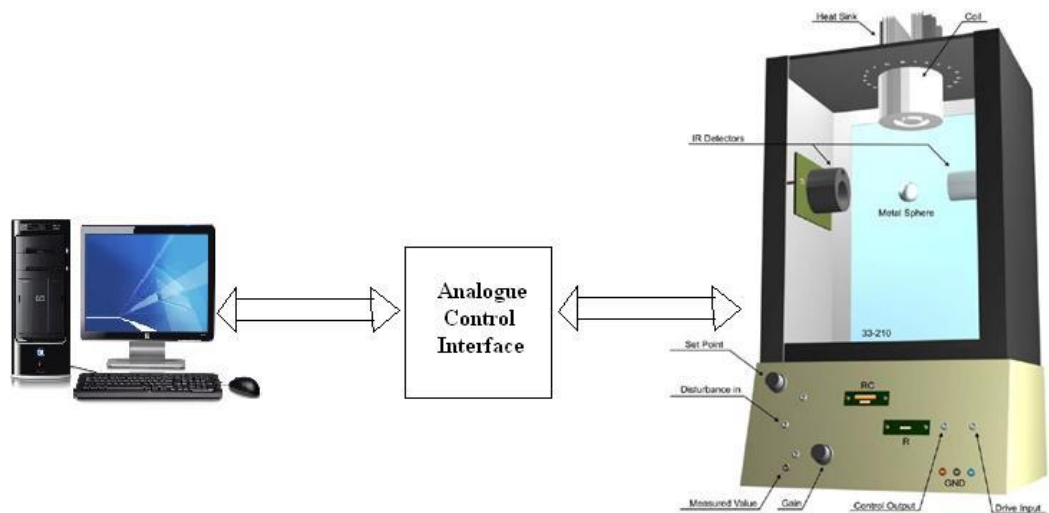 Heat Sink
Coil
IR Detectors
Metal Sphere
Analogue
Control
Interface
33-210
Set Point
RC
Disturbance in
R
GND
Measured Value
Gain
Control Output
Drive Input